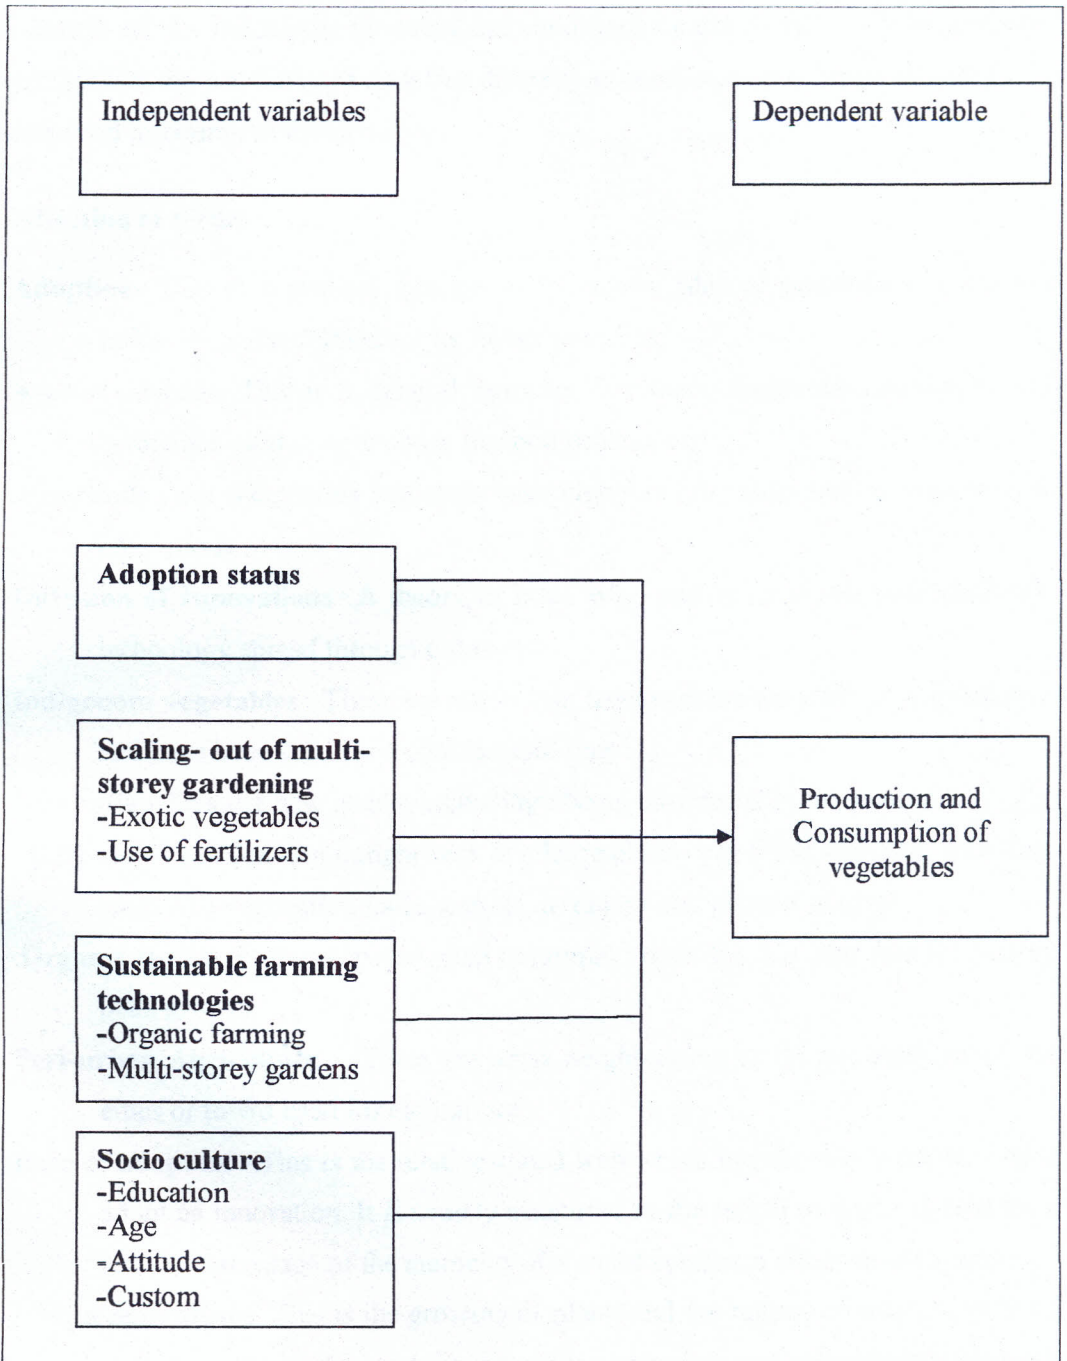 Independent variables
Dependent variable
Adoption status
Scaling- out of multi-
storey gardening
-Exotic vegetables
-Use of fertilizers
Production and
Consumption of
vegetables
Sustainable farming
technologies
-Organic farming
-Multi-storey gardens
Socio culture
-Education
-Age
-Attitude
-Custom